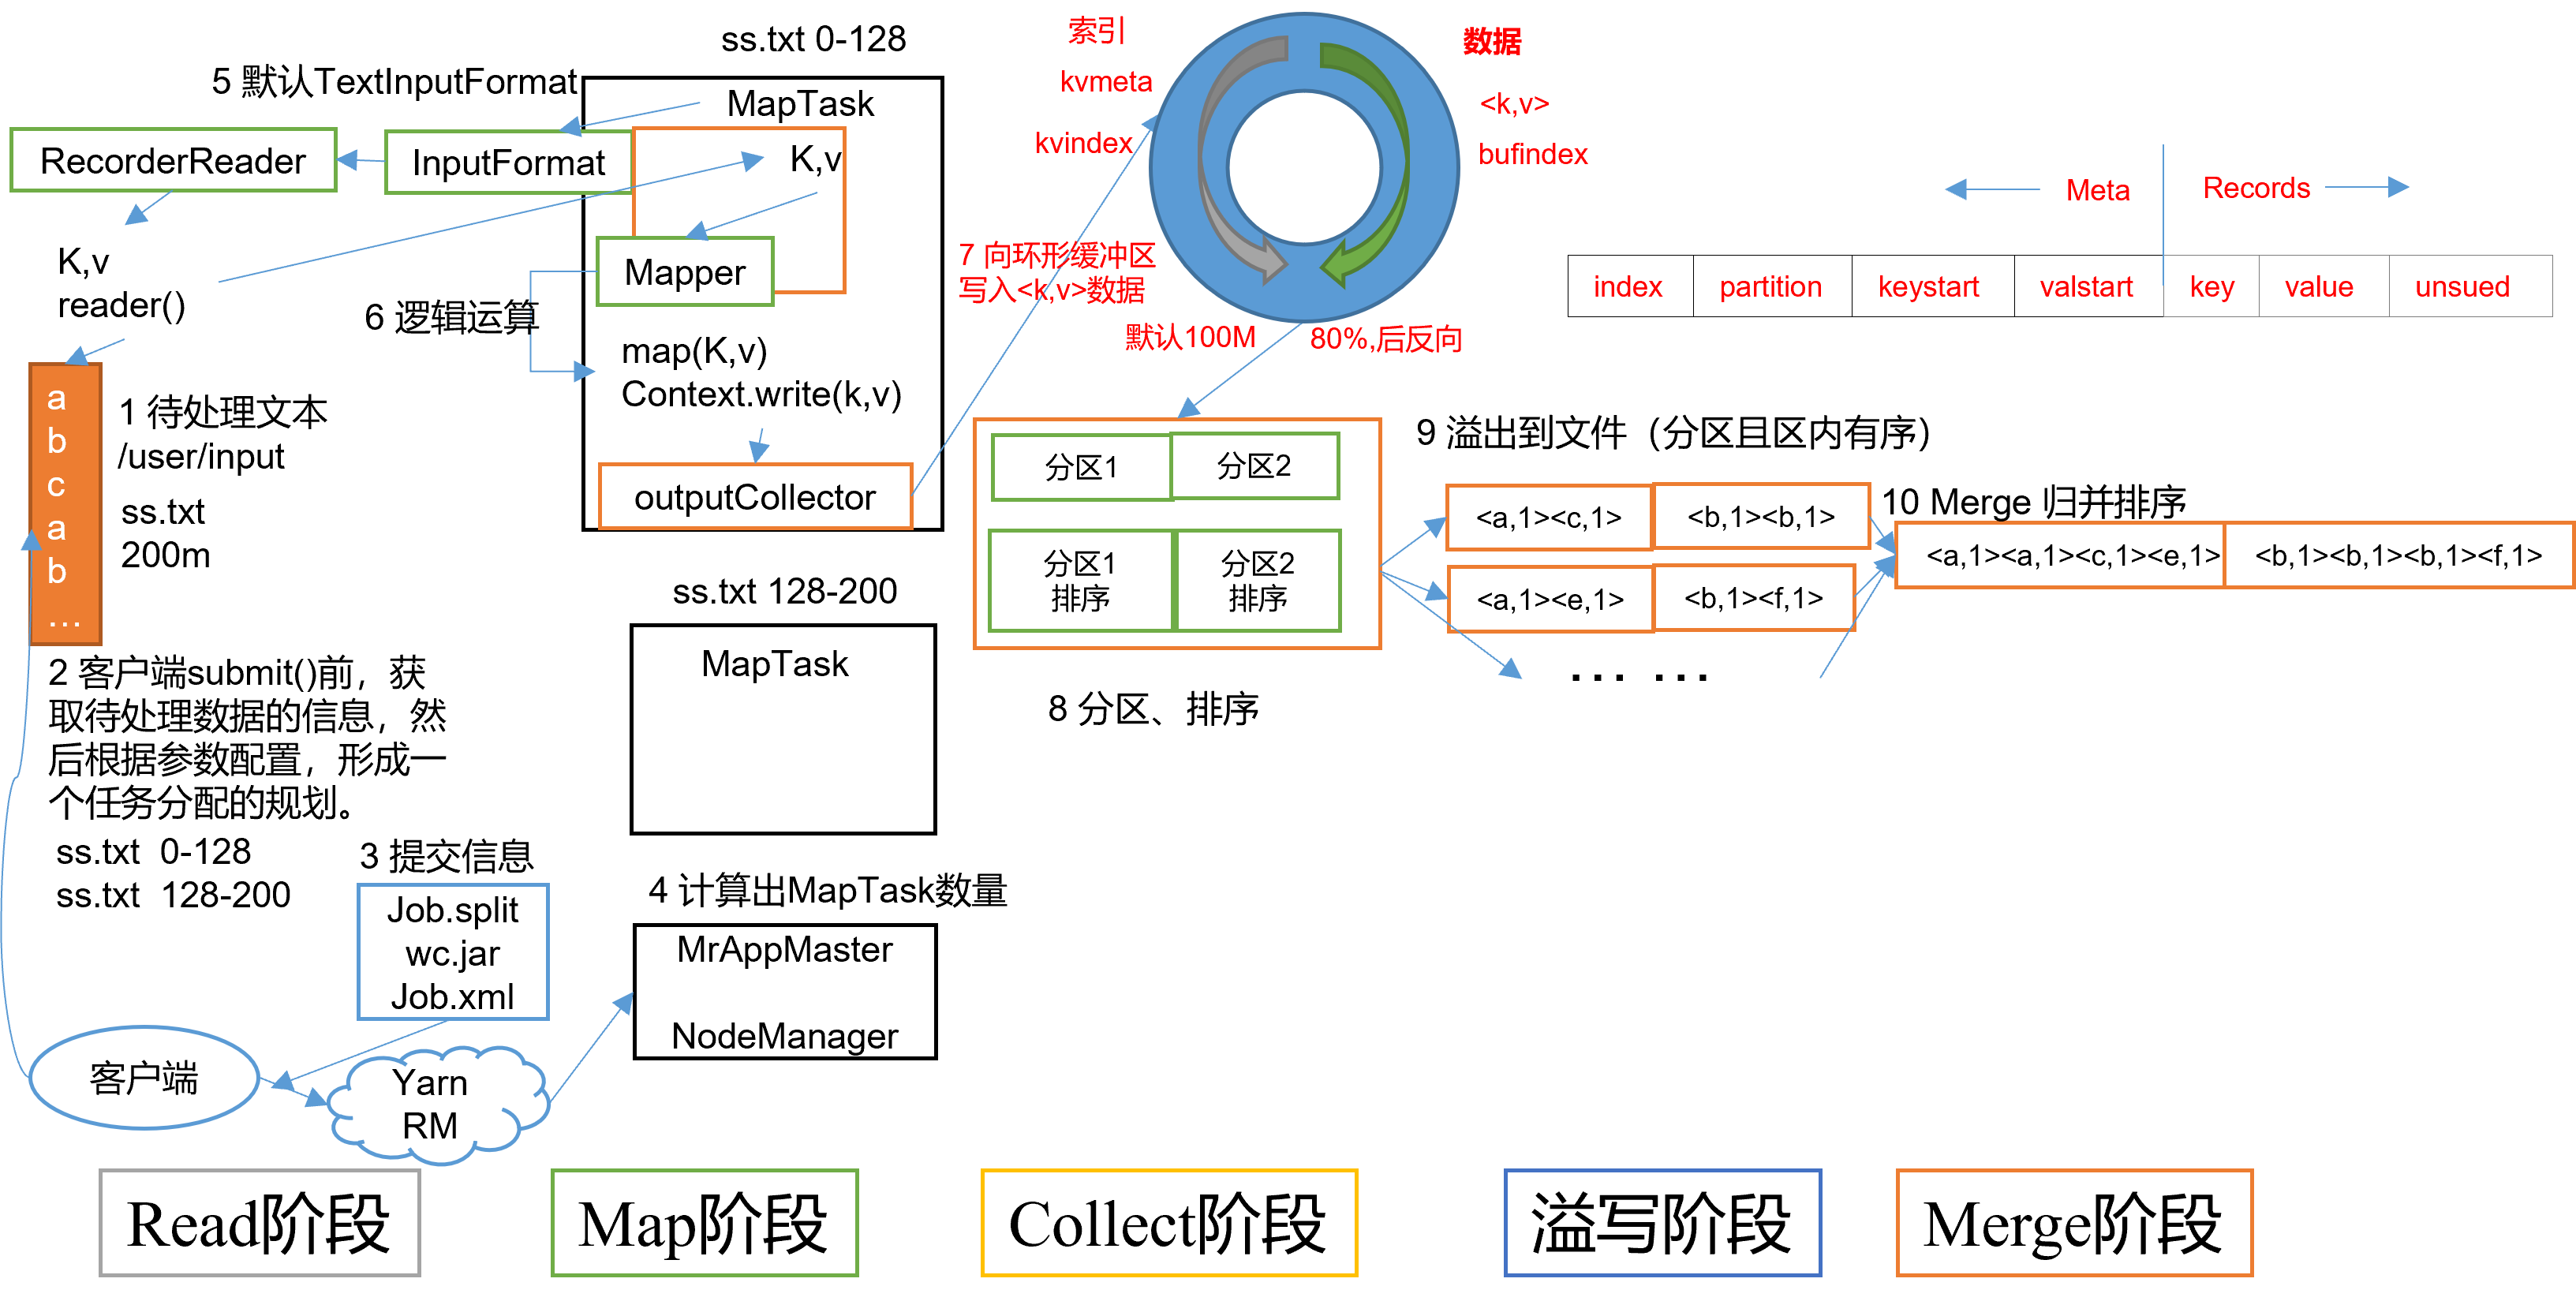 ss.txt 0-128
5 默认TextInputFormat
MapTask
RecorderReader
InputFormat
K,v
K,v
reader()
Mapper
6 逻辑运算
map(K,v)
Context.write(k,v)
outputCollector
a
b
c
a
b
...
1 待处理文本
/user/input
ss.txt
200m
2 客户端submit()前，获
取待处理数据的信息，然
后根据参数配置，形成一
个任务分配的规划。
ss.txt 0-128
ss.txt 128-200
3 提交信息
Job.split
wc.jar
Job.xml
客户端
Yarn
RM
4 计算出MapTask数量
MrAppMaster
NodeManager
ss.txt 128-200
MapTask
索引
kvmeta
kvindex
数据
<k,v>
bufindex
7 向环形缓冲区
写入<k,v>数据
默认100M
80%,后反向
Meta
Records
index
partition
keystart
valstart
key
value
unsued
分区1
分区2
分区1
排序
分区2
排序
8 分区、排序
9 溢出到文件（分区且区内有序）
<a,1><c,1>
<b,1><b,1>
<a,1><e,1>
<b,1><f,1>
... ...
10 Merge 归并排序
<a,1><a,1><c,1><e,1>
<b,1><b,1><b,1><f,1>
Read阶段
Map阶段
Collect阶段
溢写阶段
Merge阶段